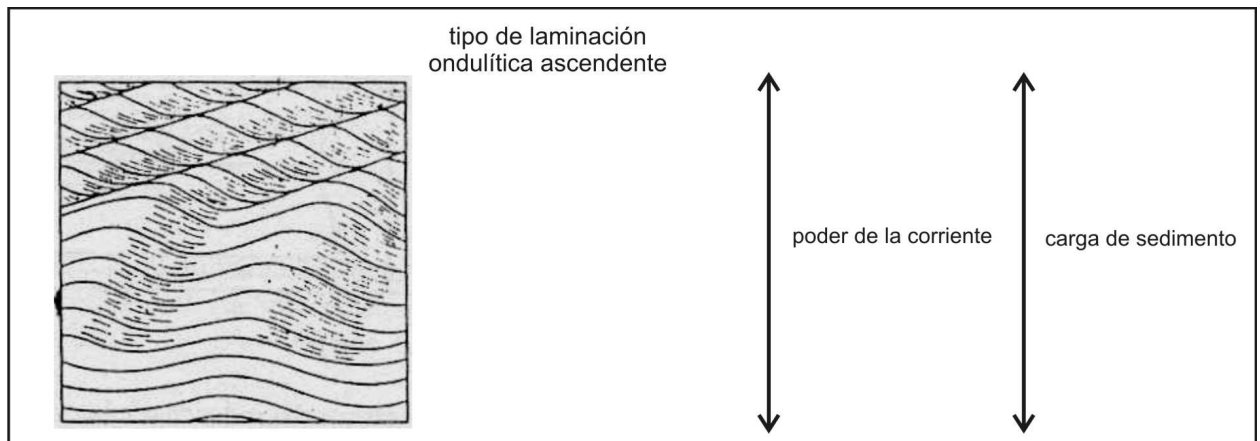 tipo de laminación
ondulítica ascendente
poder de la corriente
carga de sedimento